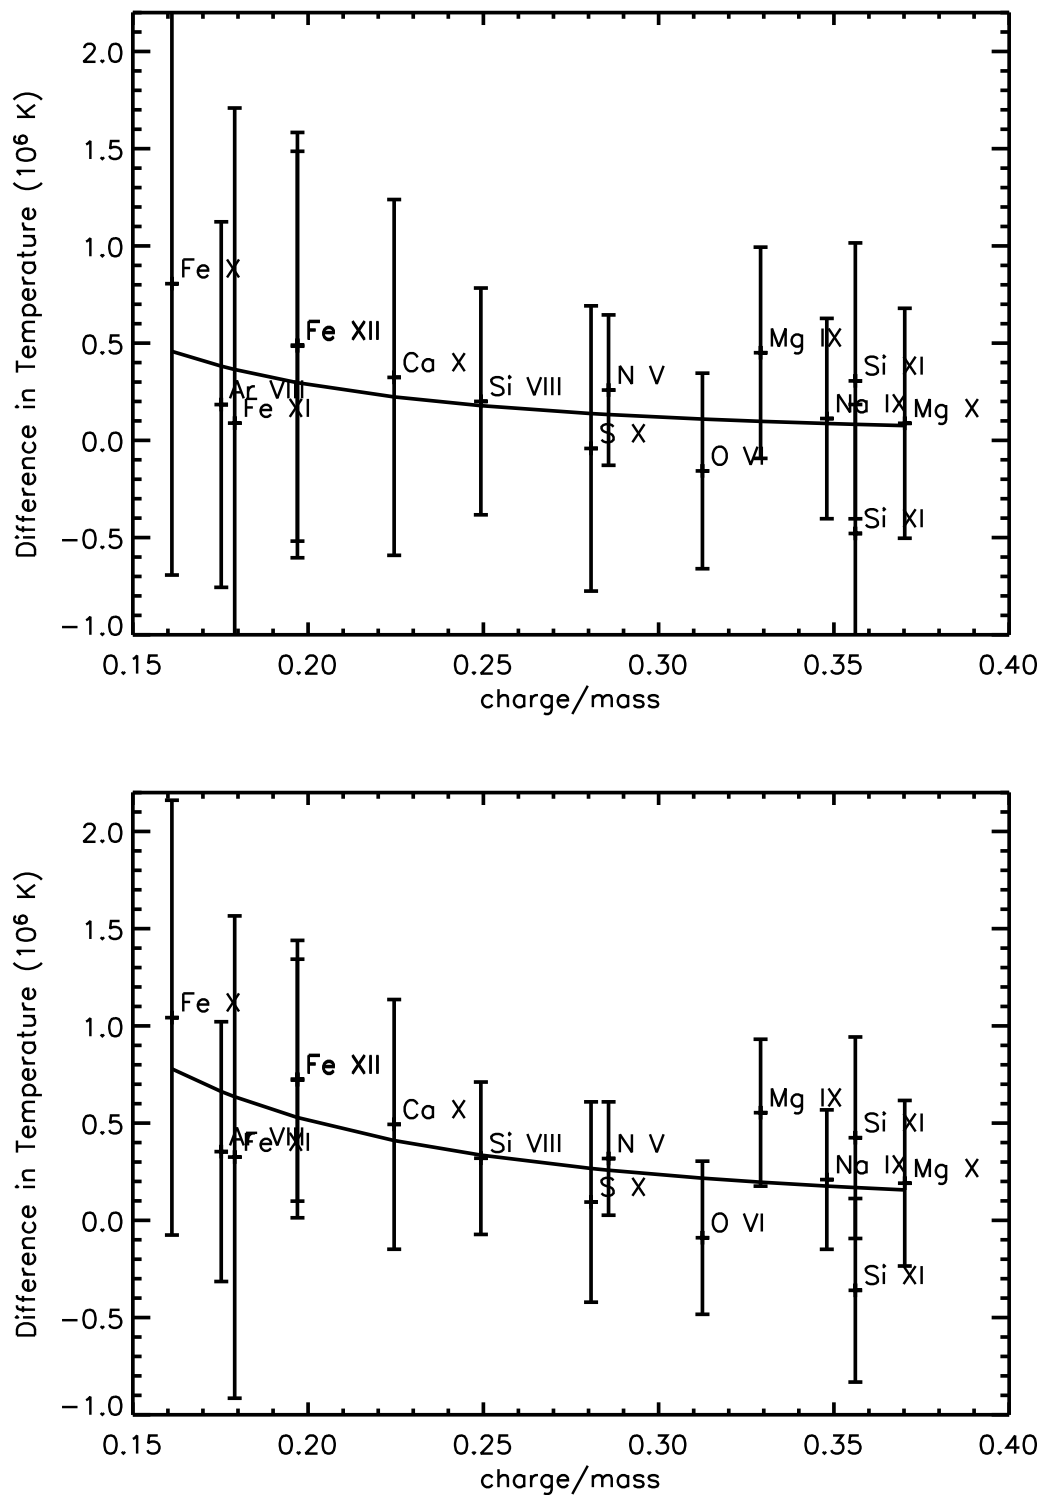 Difference in Temperature (10⁶ K)
2.0
1.5
1.0
0.5
0.0
−0.5
−1.0
Fe X
Ar VIII
Fe XI
Fe XII
Ca X
Si VIII
S X
N V
O VI
Mg IX
Na IX
Si XI
Si XI
Mg X
0.15 0.20 0.25 0.30 0.35 0.40
charge/mass
Difference in Temperature (10⁶ K)
2.0
1.5
1.0
0.5
0.0
−0.5
−1.0
Fe X
Ar VIII
Fe XI
Fe XII
Ca X
Si VIII
S X
N V
O VI
Mg IX
Na IX
Si XI
Si XI
Mg X
0.15 0.20 0.25 0.30 0.35 0.40
charge/mass